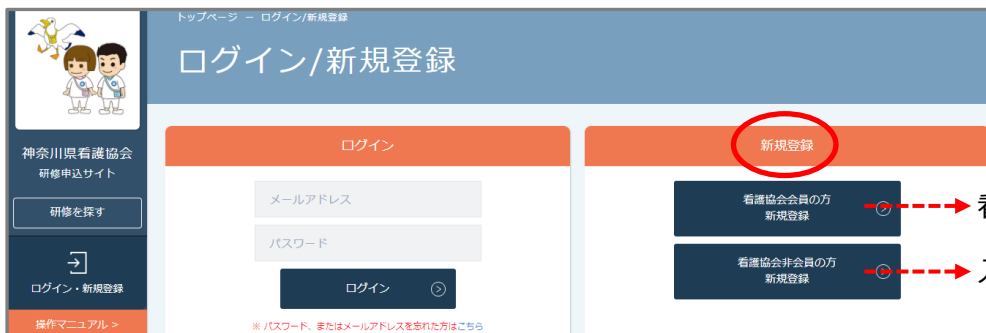 トップページ － ログイン/新規登録
ログイン/新規登録
神奈川県看護協会
研修申込サイト
研修を探す
ログイン・新規登録
操作マニュアル >
ログイン
メールアドレス
パスワード
ログイン
※ パスワード、またはメールアドレスを忘れた方はこちら
新規登録
看護協会会員の方
新規登録
看護協会非会員の方
新規登録